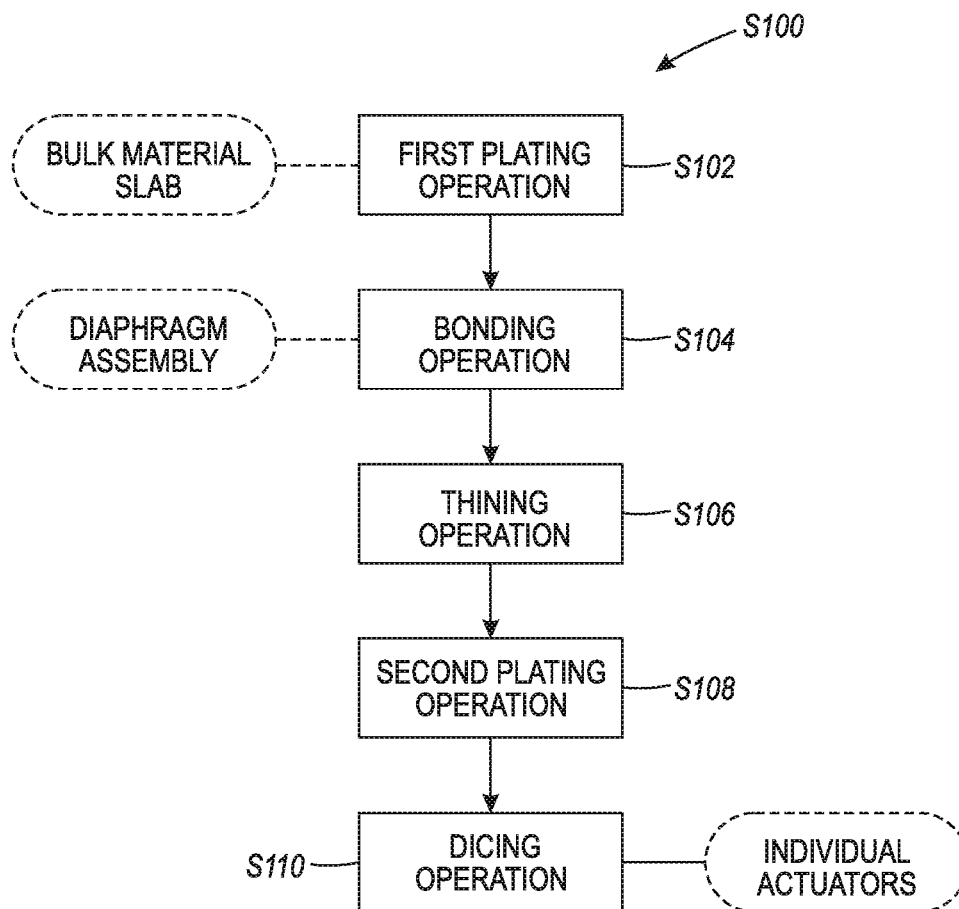 S100
BULK MATERIAL
SLAB
FIRST PLATING
OPERATION
S102
DIAPHRAGM
ASSEMBLY
BONDING
OPERATION
S104
THINING
OPERATION
S106
SECOND PLATING
OPERATION
S108
S110
DICING
OPERATION
INDIVIDUAL
ACTUATORS